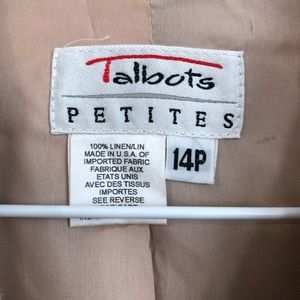 Talbots
PETITES
14P
100% LINEN/LIN
MADE IN U.S.A. OF
IMPORTED FABRIC
FABRIQUE AUX
ETATS UNIS
AVEC DES TISSUS
IMPORTES
SEE REVERSE